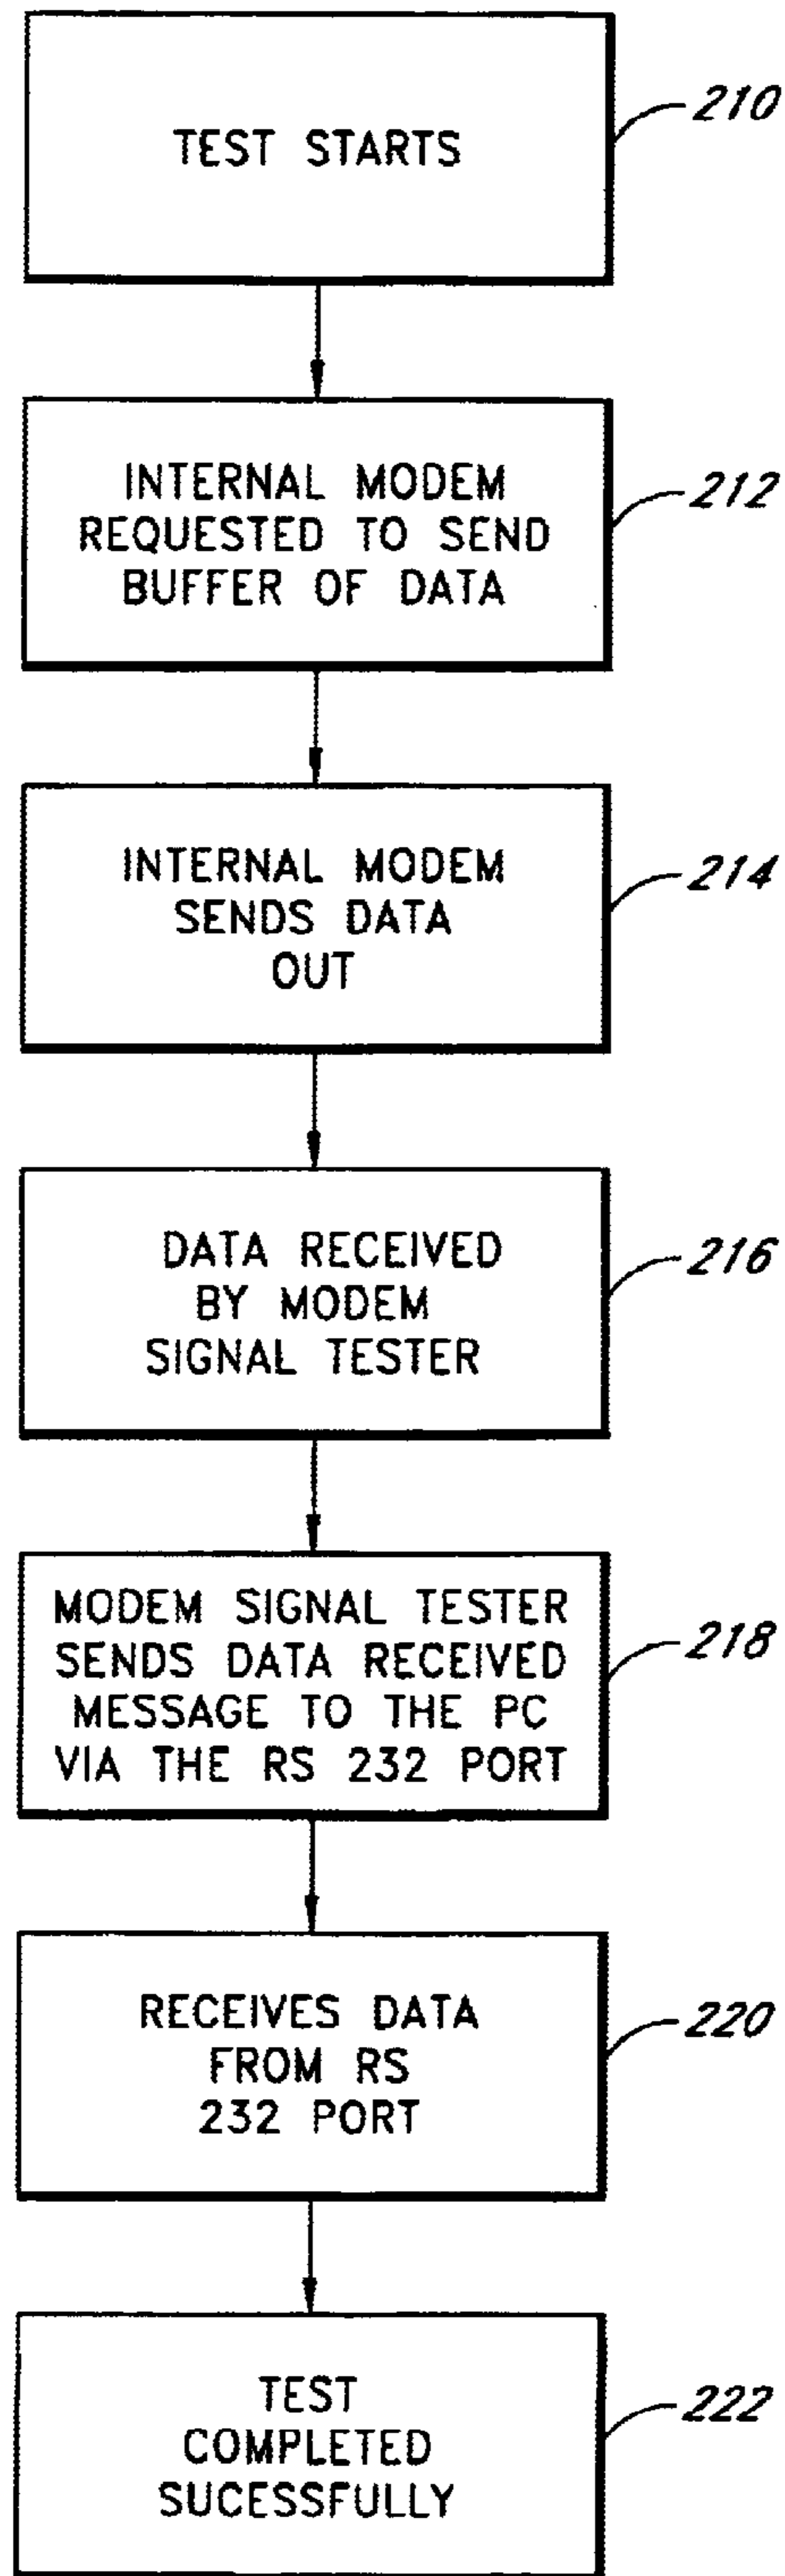 TEST STARTS
210
INTERNAL MODEM
REQUESTED TO SEND
BUFFER OF DATA
212
INTERNAL MODEM
SENDS DATA
OUT
214
DATA RECEIVED
BY MODEM
SIGNAL TESTER
216
MODEM SIGNAL TESTER
SENDS DATA RECEIVED
MESSAGE TO THE PC
VIA THE RS 232 PORT
218
RECEIVES DATA
FROM RS
232 PORT
220
TEST
COMPLETED
SUCESSFULLY
222